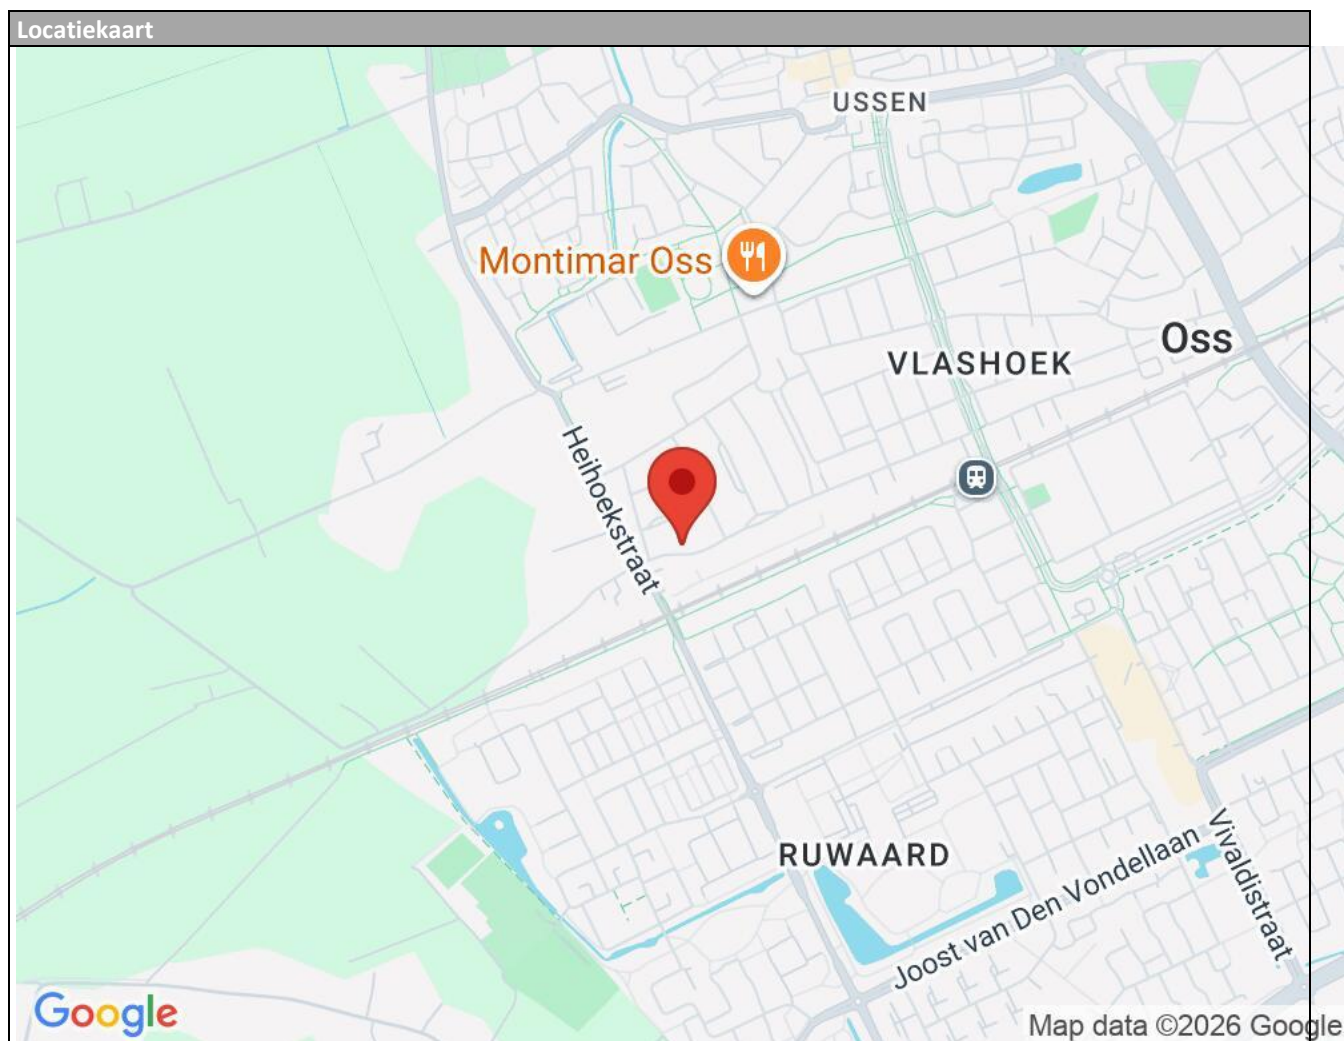 Locatiekaart
USSEN
Montimar Oss
Oss
VLASHOEK
Heihoekstraat
RUWAARD
Joost van Den Vondellaan
Vivaldistraat
Google
Map data ©2026 Google